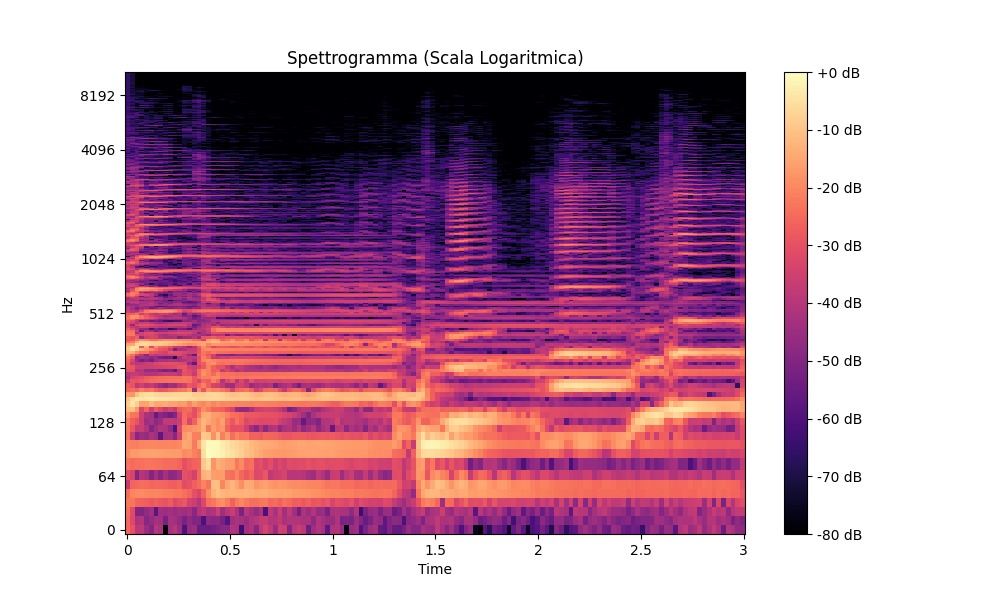 Spettrogramma (Scala Logaritmica)
Hz
8192
4096
2048
1024
512
256
128
64
0
0
0.5
1
1.5
2
2.5
3
Time
+0 dB
-10 dB
-20 dB
-30 dB
-40 dB
-50 dB
-60 dB
-70 dB
-80 dB